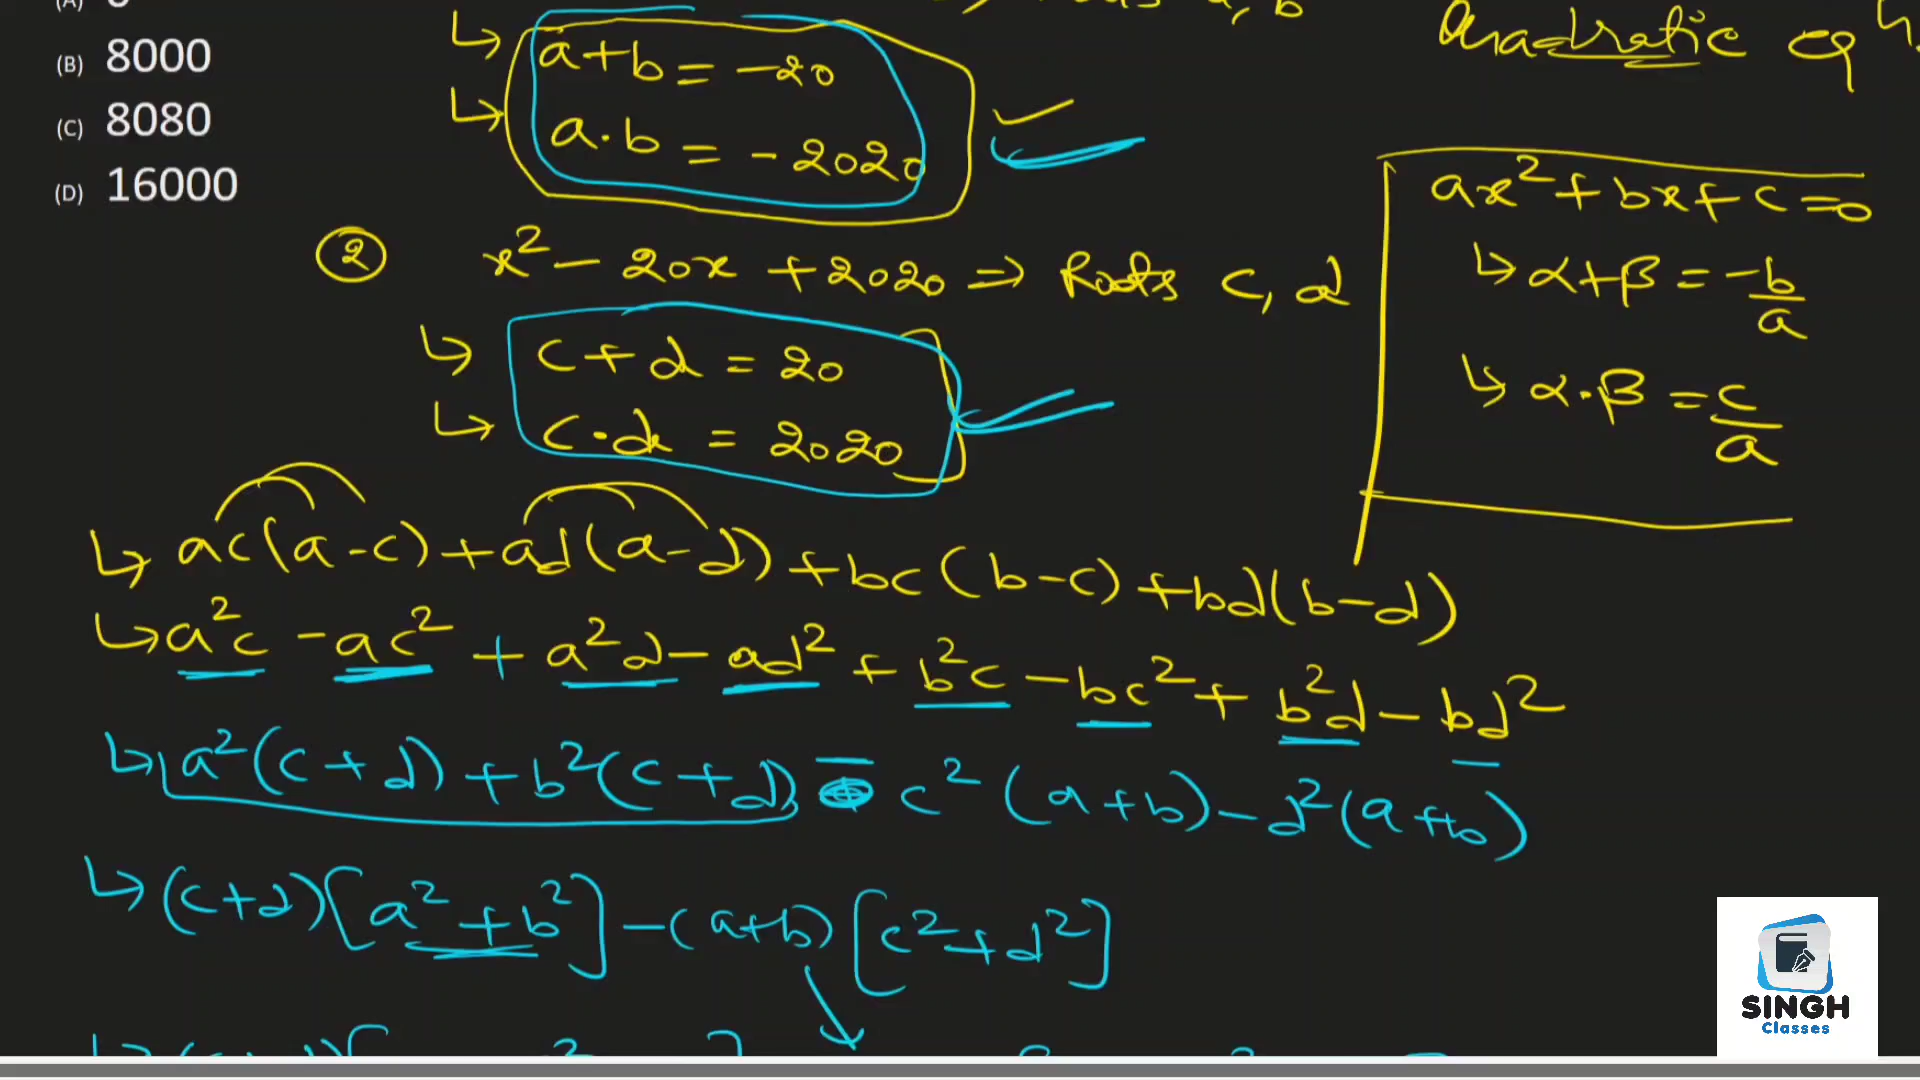 (A) 0
(B) 8000
(C) 8080
(D) 16000
a, b
Quadratic eqⁿ.
↳ a+b = -20
↳ a·b = -2020
② x² - 20x + 2020 => Roots c, d
↳ c + d = 20
↳ c·d = 2020
ax² + bx + c = 0
↳ α+β = -b/a
↳ α·β = c/a
↳ ac(a-c) + ad(a-d) + bc(b-c) + bd(b-d)
↳ a²c - ac² + a²d - ad² + b²c - bc² + b²d - bd²
↳ a²(c+d) + b²(c+d) - c²(a+b) - d²(a+b)
↳ (c+d)[a²+b²] - (a+b)[c²+d²]
SINGH
Classes